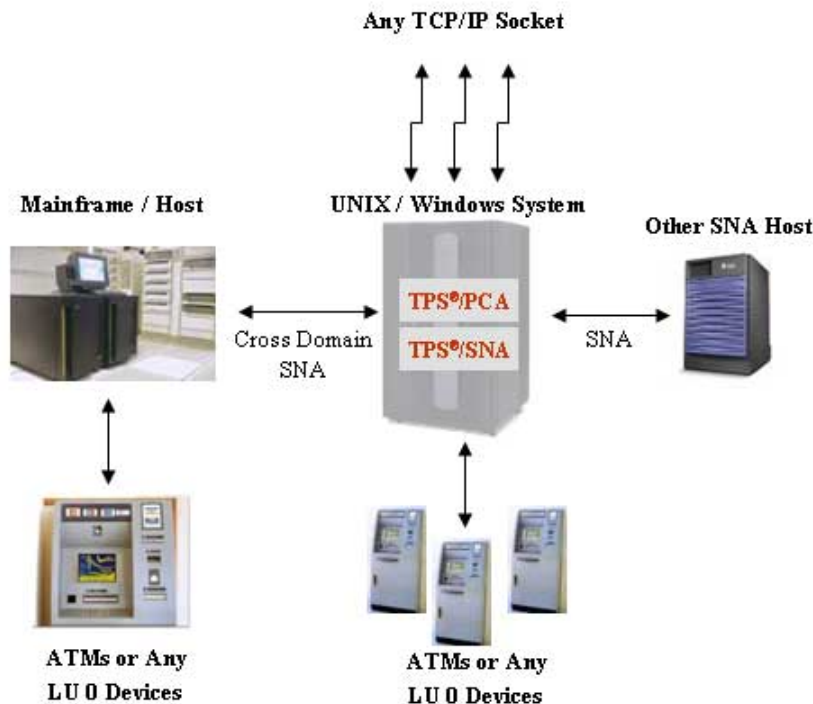 Any TCP/IP Socket
Mainframe / Host
UNIX / Windows System
Other SNA Host
TPS®/PCA
TPS®/SNA
Cross Domain
SNA
SNA
ATMs or Any
LU 0 Devices
ATMs or Any
LU 0 Devices